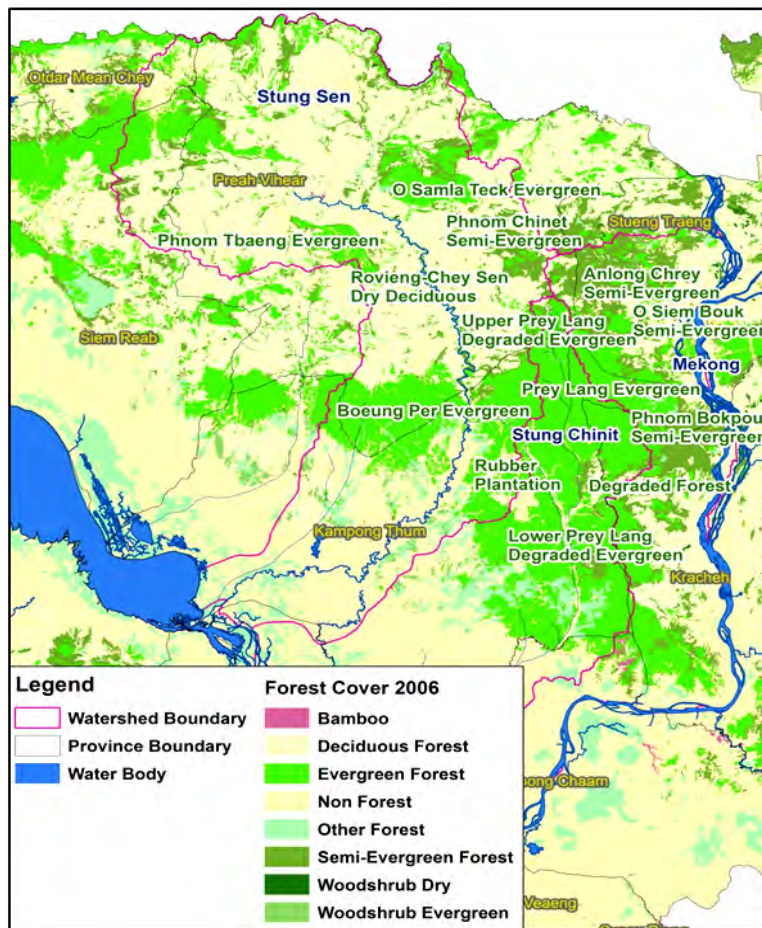 Otdar Mean Chey
Stung Sen
Preah Vihear
O Samla Teck Evergreen
Phnom Chinet
Semi-Evergreen
Stueng Traeng
Phnom Tbaeng Evergreen
Rovieng-Chey Sen
Dry Deciduous
Anlong Chrey
Semi-Evergreen
O Siem Bouk
Semi-Evergreen
Upper Prey Lang
Degraded Evergreen
Siem Reab
Mekong
Prey Lang Evergreen
Boeung Per Evergreen
Phnom Bokpou
Semi-Evergreen
Stung Chinit
Rubber
Plantation
Degraded Forest
Kampong Thum
Lower Prey Lang
Degraded Evergreen
Kracheh
Legend
Watershed Boundary
Province Boundary
Water Body
Forest Cover 2006
Bamboo
Deciduous Forest
Evergreen Forest
Non Forest
Other Forest
Semi-Evergreen Forest
Woodshrub Dry
Woodshrub Evergreen
pong Chaam
Veaeng